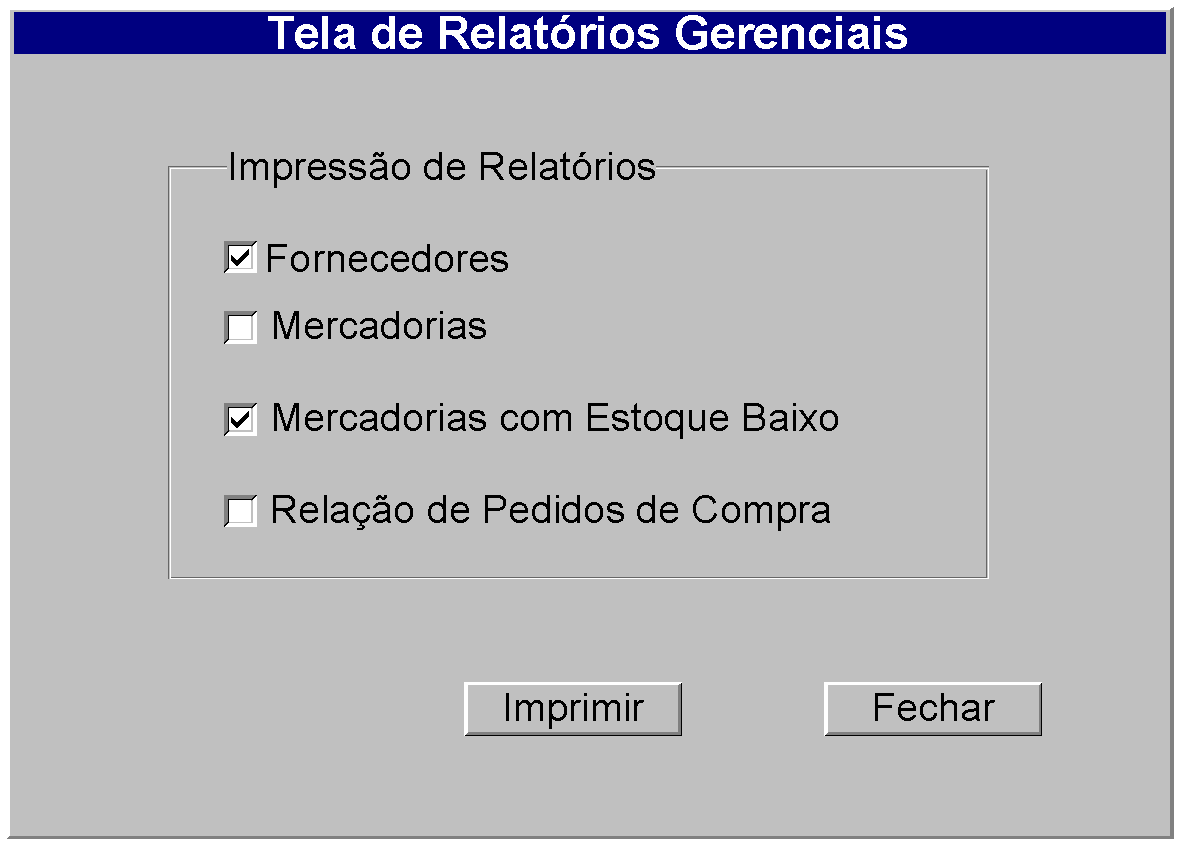 Tela de Relatórios Gerenciais
Impressão de Relatórios
Fornecedores
Mercadorias
Mercadorias com Estoque Baixo
Relação de Pedidos de Compra
Imprimir
Fechar